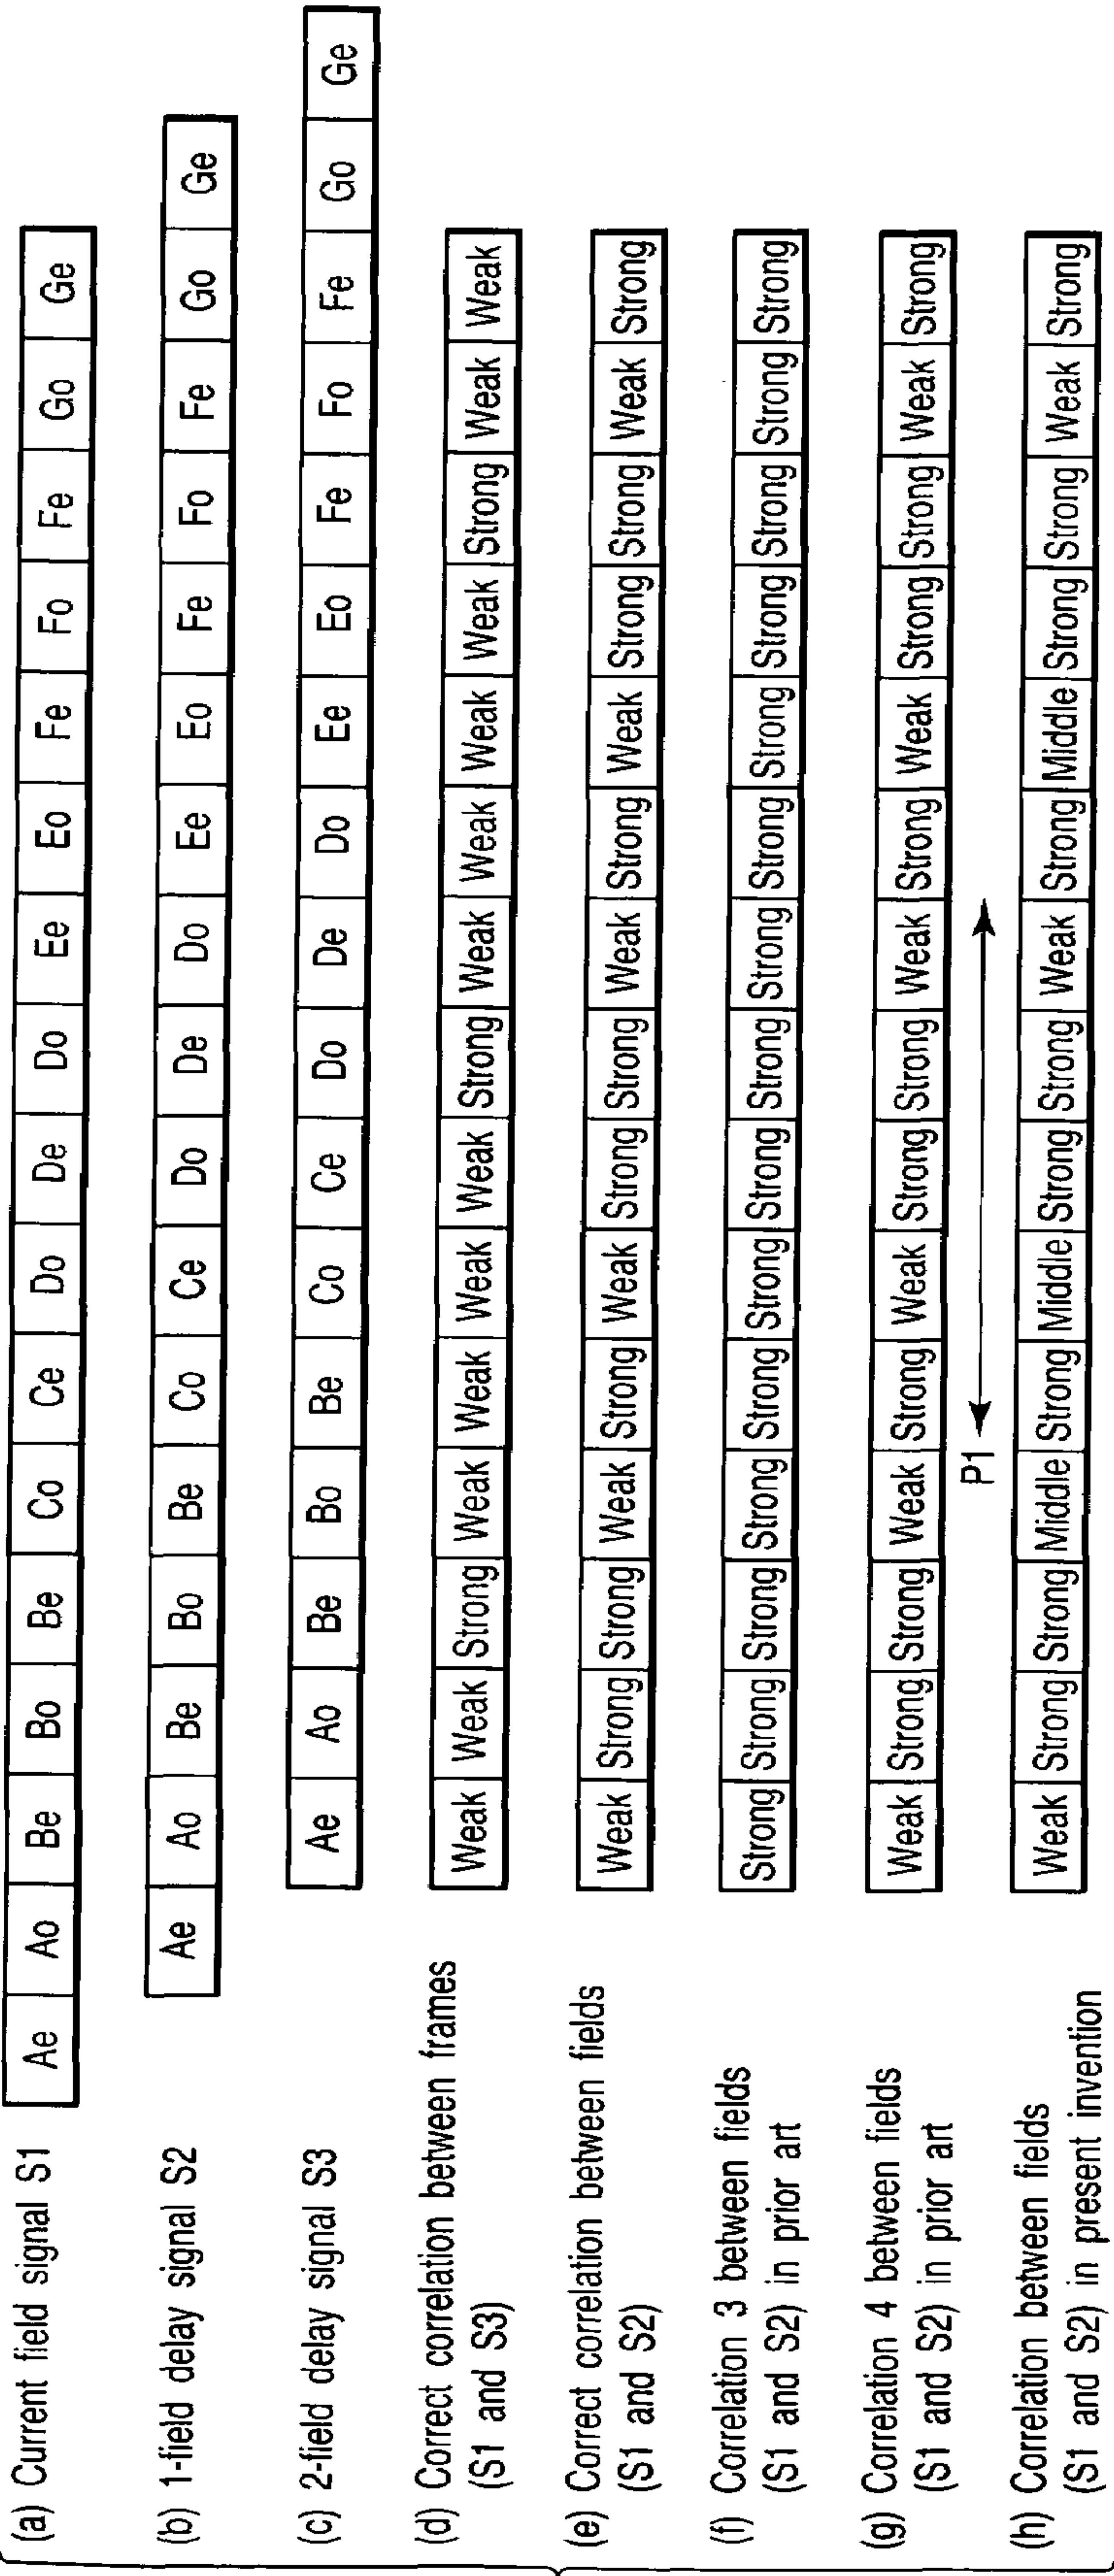 (a) Current field signal S1 Ae Ao Be Bo Be Co Ce Do De Do Ee Eo Fe Fo Fe Go Ge
(b) 1-field delay signal S2 Ae Ao Be Bo Be Co Ce Do De Do Ee Eo Fe Fo Fe Go Ge
(c) 2-field delay signal S3 Ae Ao Be Bo Be Co Ce Do De Do Ee Eo Fe Fo Fe Go Ge
(d) Correct correlation between frames
(S1 and S3)
Weak Weak Strong Weak Weak Weak Weak Strong Weak Weak Weak Weak Strong Weak Weak
(e) Correct correlation between fields
(S1 and S2)
Weak Strong Strong Weak Strong Weak Strong Strong Weak Strong Weak Strong Strong Weak Strong
(f) Correlation 3 between fields
(S1 and S2) in prior art
Strong Strong Strong Strong Strong Strong Strong Strong Strong Strong Strong Strong Strong Strong Strong
(g) Correlation 4 between fields
(S1 and S2) in prior art
Weak Strong Strong Weak Strong Weak Strong Strong Weak Strong Weak Strong Strong Weak Strong
P1
(h) Correlation between fields
(S1 and S2) in present invention
Weak Strong Strong Middle Strong Middle Strong Strong Weak Strong Middle Strong Strong Weak Strong